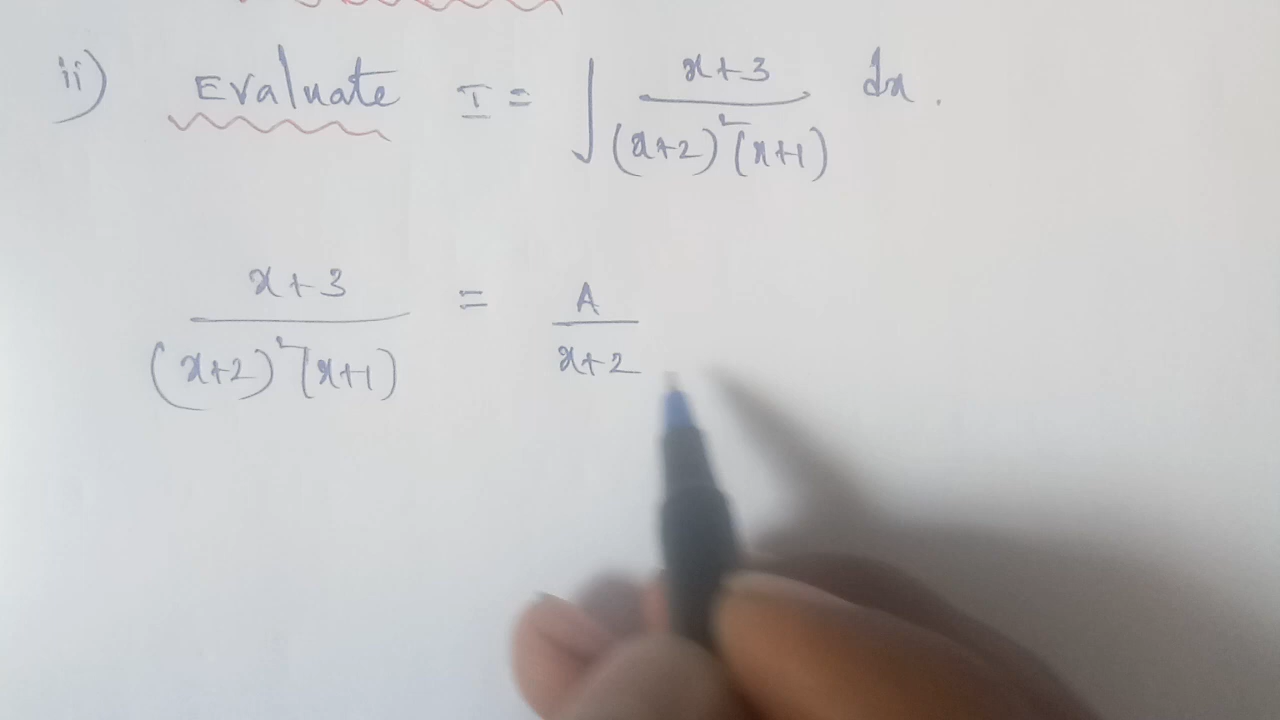 ii) Evaluate I = ∫ x+3 / (x+2)²(x+1) dx.
x+3 / (x+2)²(x+1) = A / x+2